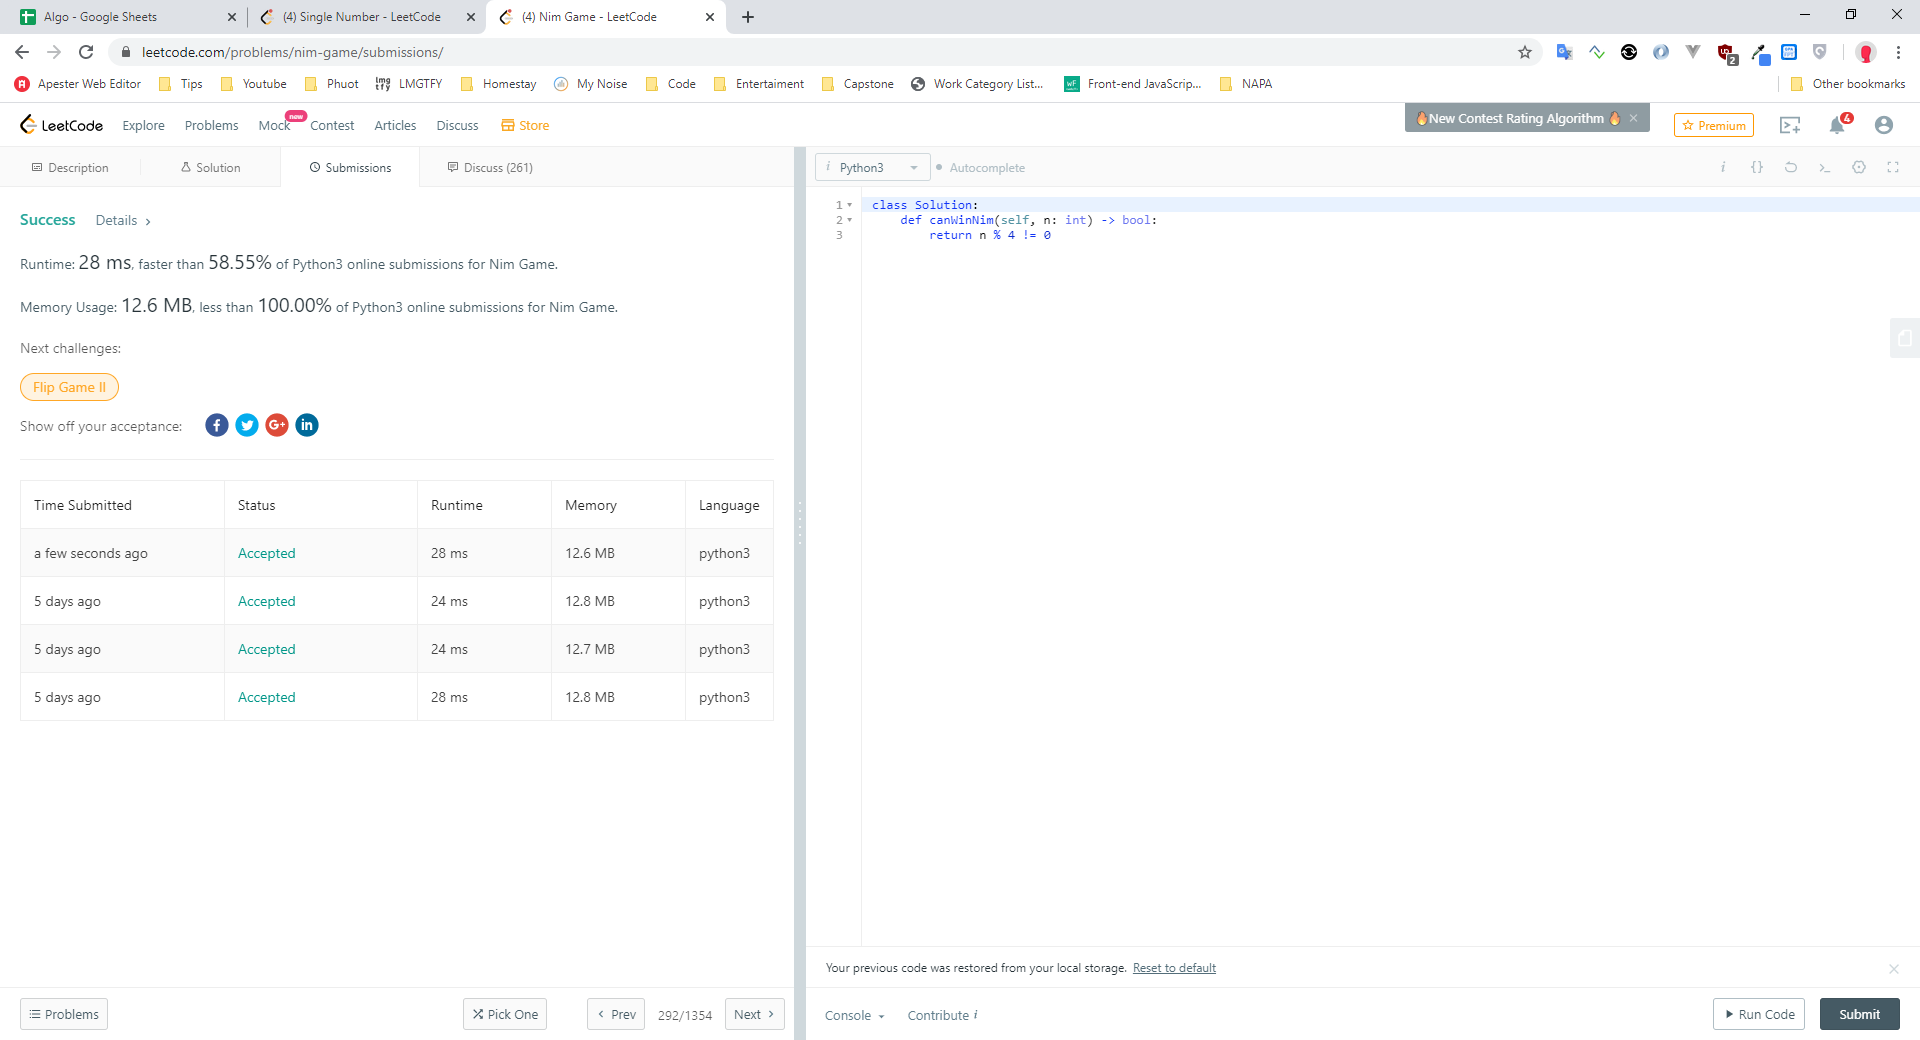 Algo - Google Sheets
(4) Single Number - LeetCode
(4) Nim Game - LeetCode
leetcode.com/problems/nim-game/submissions/
2
Apester Web Editor
Tips
Youtube
Phuot
LMGTFY
Homestay
My Noise
Code
Entertaiment
Capstone
Work Category List...
Front-end JavaScrip...
NAPA
Other bookmarks
LeetCode
Explore
Problems
Mock
new
Contest
Articles
Discuss
Store
New Contest Rating Algorithm
Premium
4
Description
Solution
Submissions
Discuss (261)
i Python3
Autocomplete
Success
Details
Runtime: 28 ms, faster than 58.55% of Python3 online submissions for Nim Game.
Memory Usage: 12.6 MB, less than 100.00% of Python3 online submissions for Nim Game.
Next challenges:
Flip Game II
Show off your acceptance:
Time Submitted Status Runtime Memory Language
a few seconds ago Accepted 28 ms 12.6 MB python3
5 days ago Accepted 24 ms 12.8 MB python3
5 days ago Accepted 24 ms 12.7 MB python3
5 days ago Accepted 28 ms 12.8 MB python3
1 class Solution:
2 def canWinNim(self, n: int) -> bool:
3 return n % 4 != 0
Your previous code was restored from your local storage. Reset to default
Problems
Pick One
Prev
292/1354
Next
Console
Contribute i
Run Code
Submit